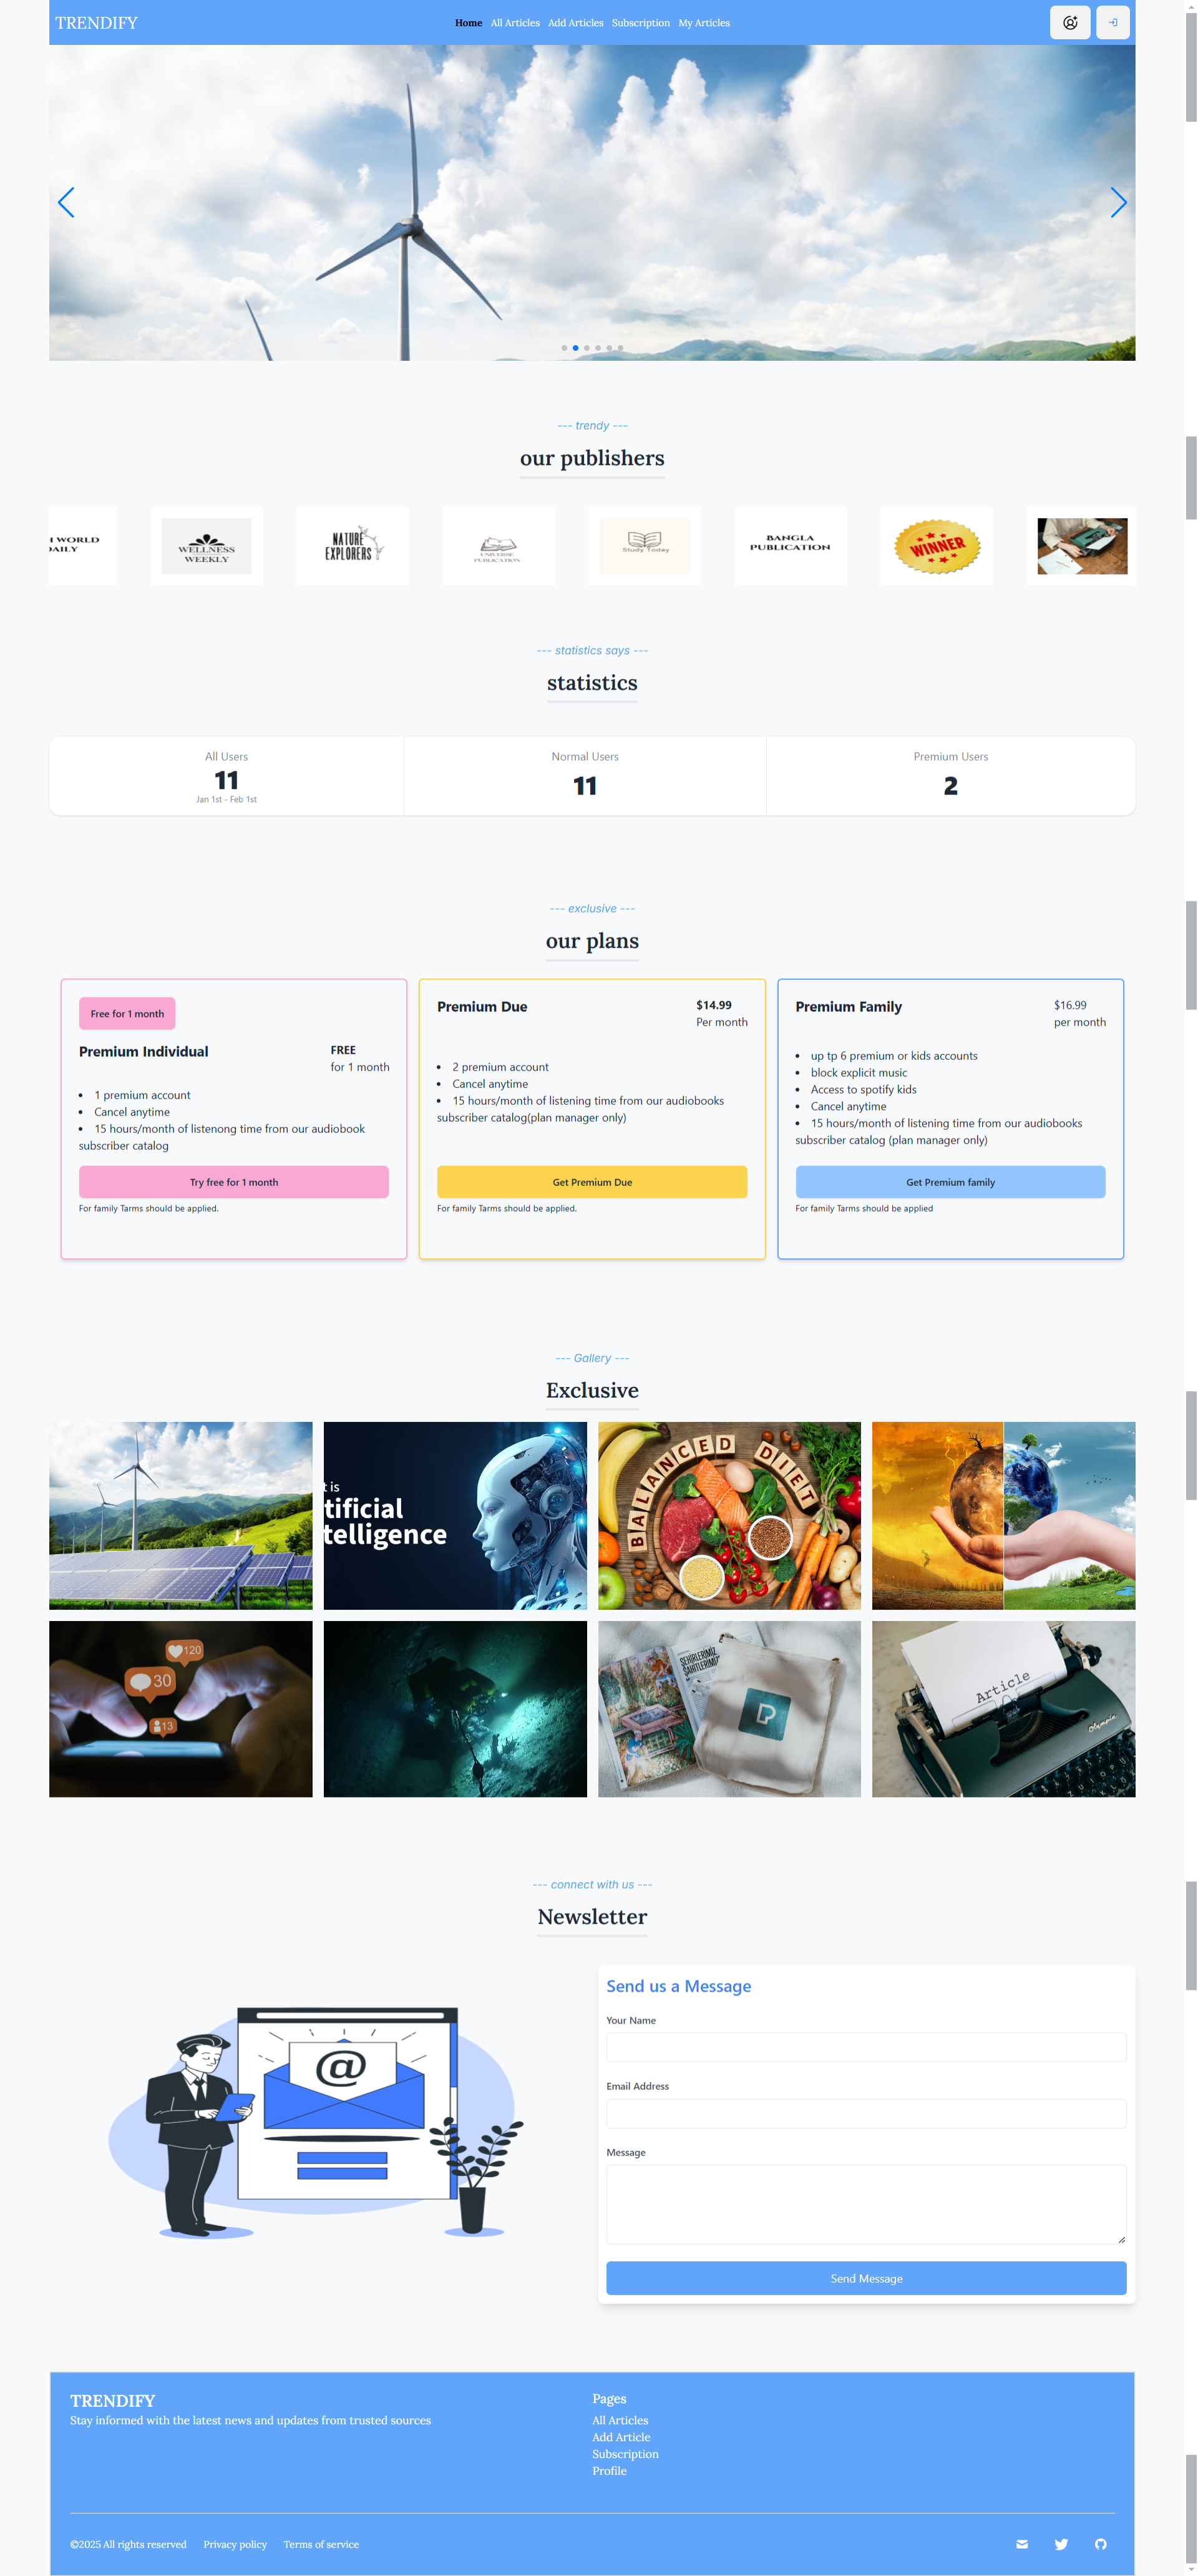 TRENDIFY
Home All Articles Add Articles Subscription My Articles
--- trendy ---
our publishers
H WORLD
DAILY
WELLNESS
WEEKLY
NATURE
EXPLORERS
UNIVERSE
PUBLICATION
Study Today
BANGLA
PUBLICATION
WINNER
--- statistics says ---
statistics
All Users
11
Jan 1st - Feb 1st
Normal Users
11
Premium Users
2
--- exclusive ---
our plans
Free for 1 month
Premium Individual
FREE
for 1 month
• 1 premium account
• Cancel anytime
• 15 hours/month of listenong time from our audiobook
subscriber catalog
Try free for 1 month
For family Tarms should be applied.
Premium Due
$14.99
Per month
• 2 premium account
• Cancel anytime
• 15 hours/month of listening time from our audiobooks
subscriber catalog(plan manager only)
Get Premium Due
For family Tarms should be applied.
Premium Family
$16.99
per month
• up tp 6 premium or kids accounts
• block explicit music
• Access to spotify kids
• Cancel anytime
• 15 hours/month of listening time from our audiobooks
subscriber catalog (plan manager only)
Get Premium family
For family Tarms should be applied
--- Gallery ---
Exclusive
t is
tificial
telligence
BALANCED DIET
120
30
13
ŞEHİRLERİMİZ
ŞAHİTLERİMİZ
Article
Olympia
--- connect with us ---
Newsletter
@
Send us a Message
Your Name
Email Address
Message
Send Message
TRENDIFY
Stay informed with the latest news and updates from trusted sources
Pages
All Articles
Add Article
Subscription
Profile
©2025 All rights reserved Privacy policy Terms of service